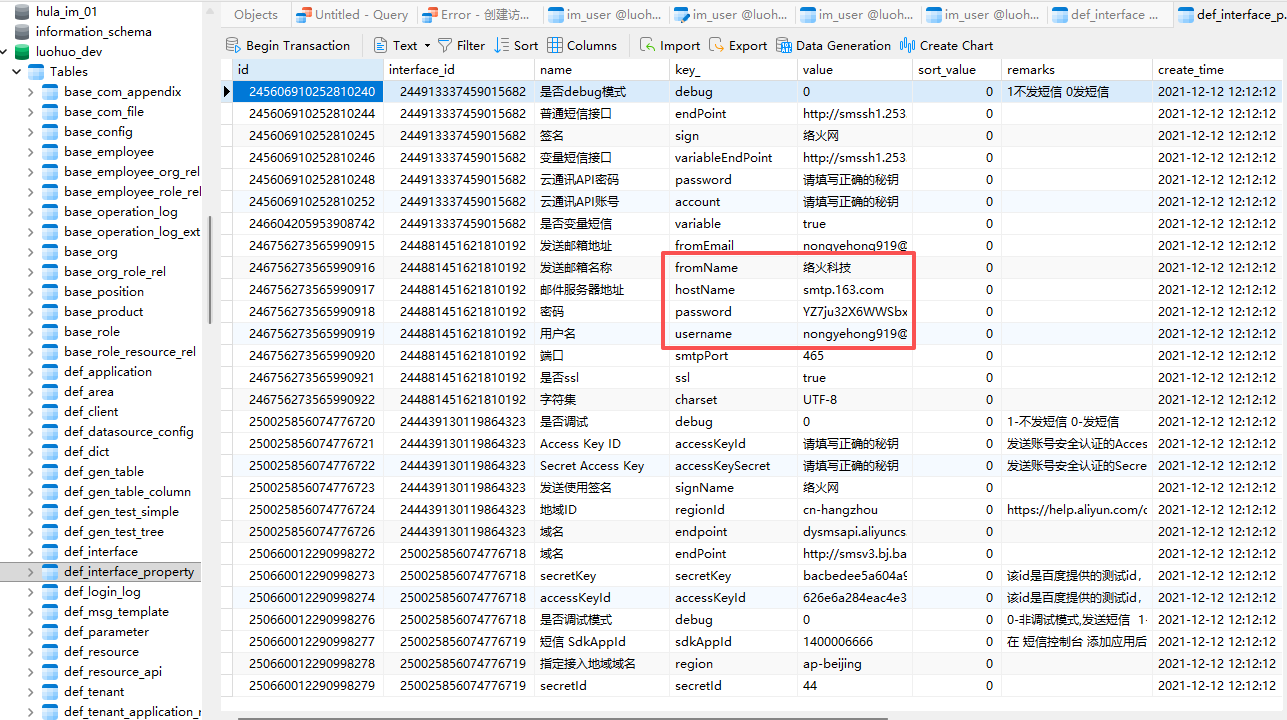 hula_im_01
information_schema
luohuo_dev
Tables
base_com_appendix
base_com_file
base_config
base_employee
base_employee_org_rel
base_employee_role_rel
base_operation_log
base_operation_log_ext
base_org
base_org_role_rel
base_position
base_product
base_role
base_role_resource_rel
def_application
def_area
def_client
def_datasource_config
def_dict
def_gen_table
def_gen_table_column
def_gen_test_simple
def_gen_test_tree
def_interface
def_interface_property
def_login_log
def_msg_template
def_parameter
def_resource
def_resource_api
def_tenant
def_tenant_application_r
Objects Untitled - Query Error - 创建访... im_user @luoh... im_user @luoh... im_user @luoh... im_user @luoh... def_interface ... def_interface_p.
Begin Transaction Text Filter Sort Columns Import Export Data Generation Create Chart
id interface_id name key_ value sort_value remarks create_time
245606910252810240 244913337459015682 是否debug模式 debug 0 0 1不发短信 0发短信 2021-12-12 12:12:12
245606910252810244 244913337459015682 普通短信接口 endPoint http://smssh1.253 0 2021-12-12 12:12:12
245606910252810245 244913337459015682 签名 sign 络火网 0 2021-12-12 12:12:12
245606910252810246 244913337459015682 变量短信接口 variableEndPoint http://smssh1.253 0 2021-12-12 12:12:12
245606910252810248 244913337459015682 云通讯API密码 password 请填写正确的秘钥 0 2021-12-12 12:12:12
245606910252810252 244913337459015682 云通讯API账号 account 请填写正确的秘钥 0 2021-12-12 12:12:12
246604205953908742 244913337459015682 是否变量短信 variable true 0 2021-12-12 12:12:12
246756273565990915 244881451621810192 发送邮箱地址 fromEmail nongyehong919@ 0 2021-12-12 12:12:12
246756273565990916 244881451621810192 发送邮箱名称 fromName 络火科技 0 2021-12-12 12:12:12
246756273565990917 244881451621810192 邮件服务器地址 hostName smtp.163.com 0 2021-12-12 12:12:12
246756273565990918 244881451621810192 密码 password YZ7ju32X6WWSbx 0 2021-12-12 12:12:12
246756273565990919 244881451621810192 用户名 username nongyehong919@ 0 2021-12-12 12:12:12
246756273565990920 244881451621810192 端口 smtpPort 465 0 2021-12-12 12:12:12
246756273565990921 244881451621810192 是否ssl ssl true 0 2021-12-12 12:12:12
246756273565990922 244881451621810192 字符集 charset UTF-8 0 2021-12-12 12:12:12
250025856074776720 244439130119864323 是否调试 debug 0 0 1-不发短信 0-发短信 2021-12-12 12:12:12
250025856074776721 244439130119864323 Access Key ID accessKeyId 请填写正确的秘钥 0 发送账号安全认证的Acces 2021-12-12 12:12:12
250025856074776722 244439130119864323 Secret Access Key accessKeySecret 请填写正确的秘钥 0 发送账号安全认证的Secre 2021-12-12 12:12:12
250025856074776723 244439130119864323 发送使用签名 signName 络火网 0 2021-12-12 12:12:12
250025856074776724 244439130119864323 地域ID regionId cn-hangzhou 0 https://help.aliyun.com/c 2021-12-12 12:12:12
250025856074776726 244439130119864323 域名 endpoint dysmsapi.aliyuncs 0 2021-12-12 12:12:12
250660012290998272 250025856074776718 域名 endPoint http://smsv3.bj.ba 0 2021-12-12 12:12:12
250660012290998273 250025856074776718 secretKey secretKey bacbedee5a604a9 0 该id是百度提供的测试id， 2021-12-12 12:12:12
250660012290998274 250025856074776718 accessKeyId accessKeyId 626e6a284eac4e3 0 该id是百度提供的测试id， 2021-12-12 12:12:12
250660012290998276 250025856074776718 是否调试模式 debug 0 0 0-非调试模式,发送短信 1- 2021-12-12 12:12:12
250660012290998277 250025856074776719 短信 SdkAppId sdkAppId 1400006666 0 在 短信控制台 添加应用后 2021-12-12 12:12:12
250660012290998278 250025856074776719 指定接入地域域名 region ap-beijing 0 2021-12-12 12:12:12
250660012290998279 250025856074776719 secretId secretId 44 0 2021-12-12 12:12:12